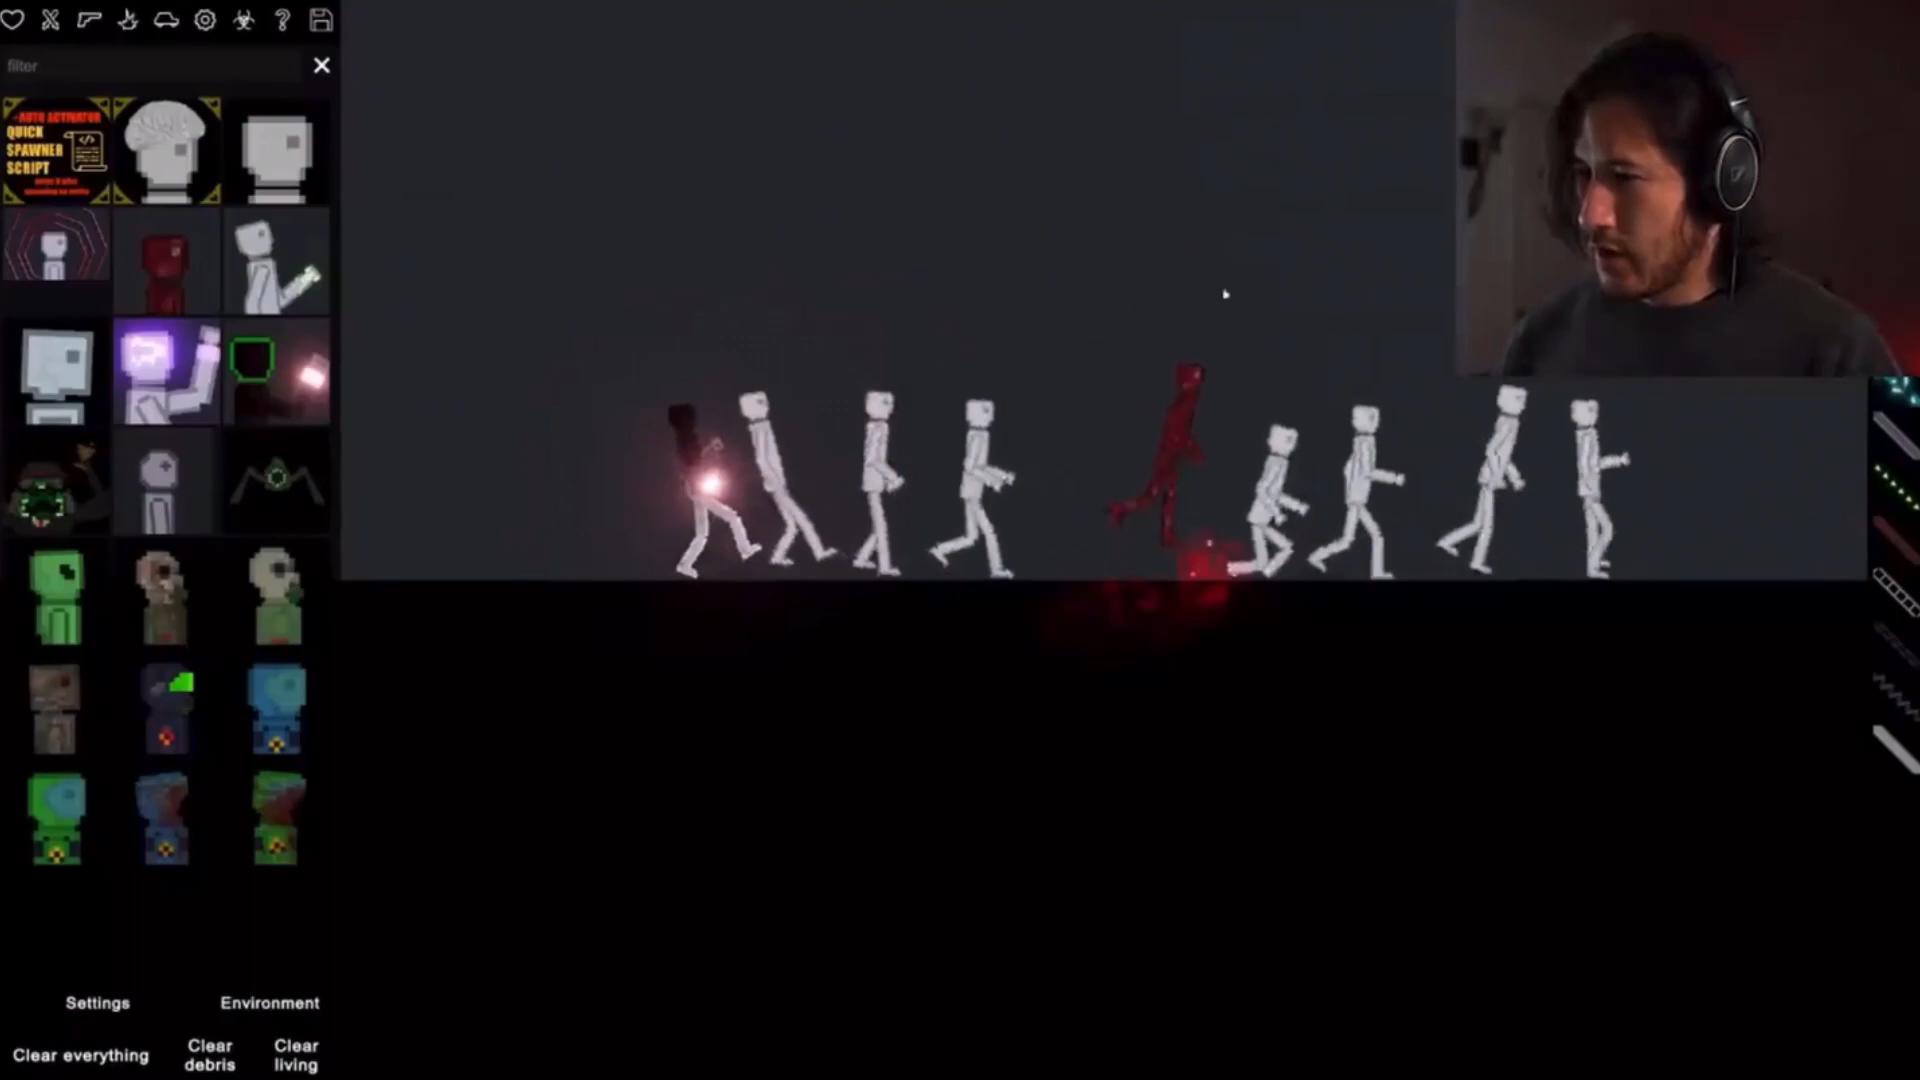 filter
-AUTO ACTIVATOR
QUICK
SPAWNER
SCRIPT
Settings
Environment
Clear everything
Clear
debris
Clear
living